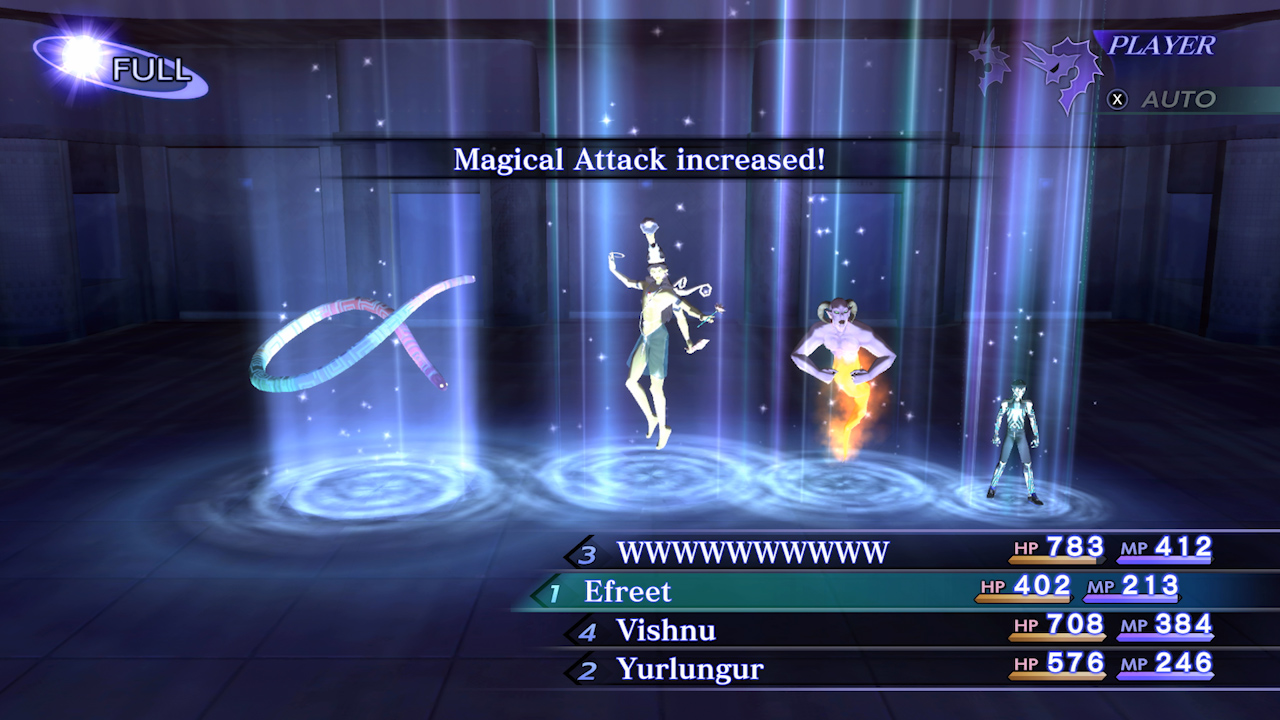 FULL
PLAYER
X AUTO
Magical Attack increased!
3 WWWWWWWWWWW HP 783 MP 412
1 Efreet HP 402 MP 213
4 Vishnu HP 708 MP 384
2 Yurlungur HP 576 MP 246